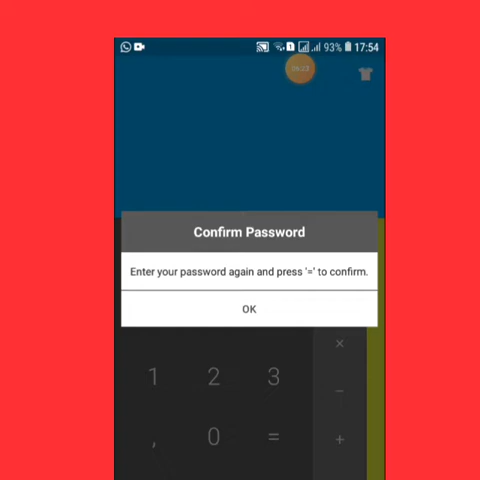 93% 17:54
Confirm Password
Enter your password again and press '=' to confirm.
OK
×
1 2 3 −
, 0 = +